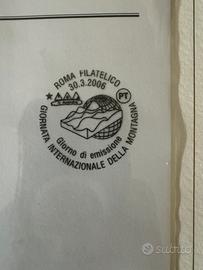 ROMA FILATELICO
30.3.2006
PT
Giorno di emissione
GIORNATA INTERNAZIONALE DELLA MONTAGNA
subito